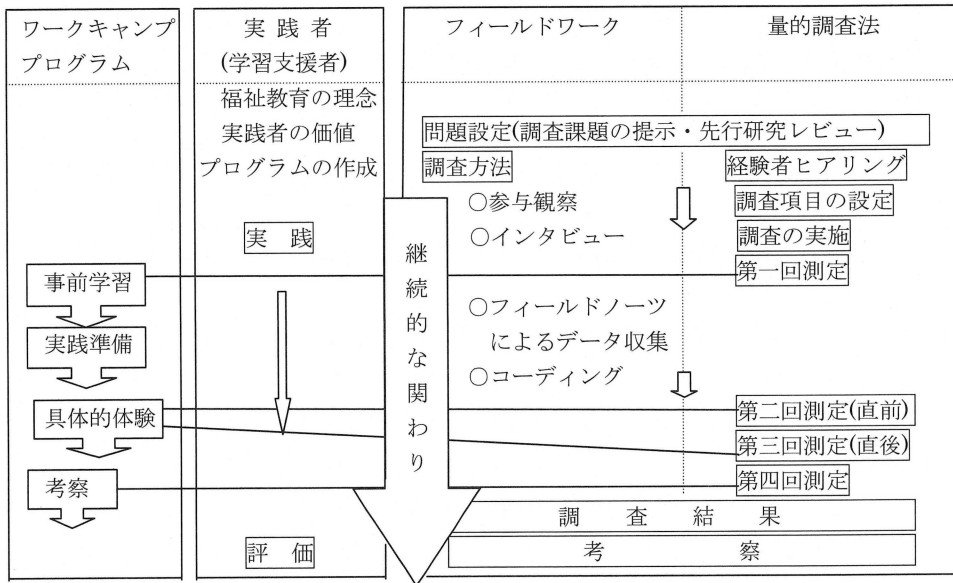 ワークキャンプ
プログラム
実 践 者
(学習支援者)
フィールドワーク
量的調査法
福祉教育の理念
実践者の価値
プログラムの作成
問題設定(調査課題の提示・先行研究レビュー)
調査方法
経験者ヒアリング
○参与観察
調査項目の設定
実 践
○インタビュー
調査の実施
継続的な関わり
事前学習
第一回測定
○フィールドノーツ
によるデータ収集
実践準備
○コーディング
具体的体験
第二回測定(直前)
第三回測定(直後)
考察
第四回測定
調 査 結 果
評 価
考 察